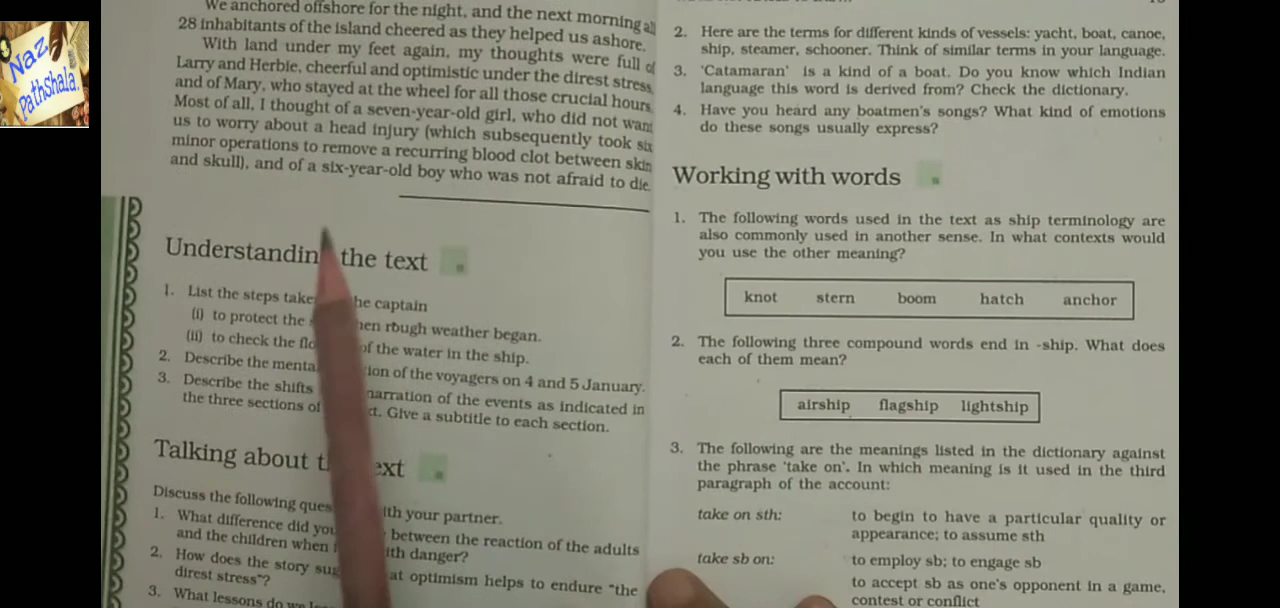 Naz
Pathshala.
We anchored offshore for the night, and the next morning all
28 inhabitants of the island cheered as they helped us ashore.
With land under my feet again, my thoughts were full of
Larry and Herbie, cheerful and optimistic under the direst stress,
and of Mary, who stayed at the wheel for all those crucial hours.
Most of all, I thought of a seven-year-old girl, who did not want
us to worry about a head injury (which subsequently took six
minor operations to remove a recurring blood clot between skin
and skull), and of a six-year-old boy who was not afraid to die.
Understandin the text
1. List the steps take he captain
(i) to protect the hen rough weather began.
(ii) to check the flo of the water in the ship.
2. Describe the menta ion of the voyagers on 4 and 5 January.
3. Describe the shifts narration of the events as indicated in
the three sections of xt. Give a subtitle to each section.
Talking about t ext
Discuss the following ques ith your partner.
1. What difference did you between the reaction of the adults
and the children when ith danger?
2. How does the story sug at optimism helps to endure "the
direst stress"?
3. What lessons do we
2. Here are the terms for different kinds of vessels: yacht, boat, canoe,
ship, steamer, schooner. Think of similar terms in your language.
3. 'Catamaran' is a kind of a boat. Do you know which Indian
language this word is derived from? Check the dictionary.
4. Have you heard any boatmen's songs? What kind of emotions
do these songs usually express?
Working with words
1. The following words used in the text as ship terminology are
also commonly used in another sense. In what contexts would
you use the other meaning?
knot stern boom hatch anchor
2. The following three compound words end in -ship. What does
each of them mean?
airship flagship lightship
3. The following are the meanings listed in the dictionary against
the phrase 'take on'. In which meaning is it used in the third
paragraph of the account:
take on sth: to begin to have a particular quality or
appearance; to assume sth
take sb on: to employ sb; to engage sb
to accept sb as one's opponent in a game,
contest or conflict